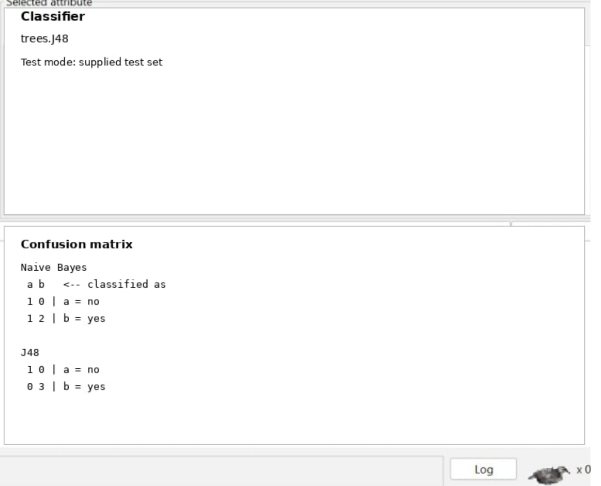 Selected attribute
Classifier
trees.J48
Test mode: supplied test set
Confusion matrix
Naive Bayes
a b <-- classified as
1 0 | a = no
1 2 | b = yes
J48
1 0 | a = no
0 3 | b = yes
Log
x 0